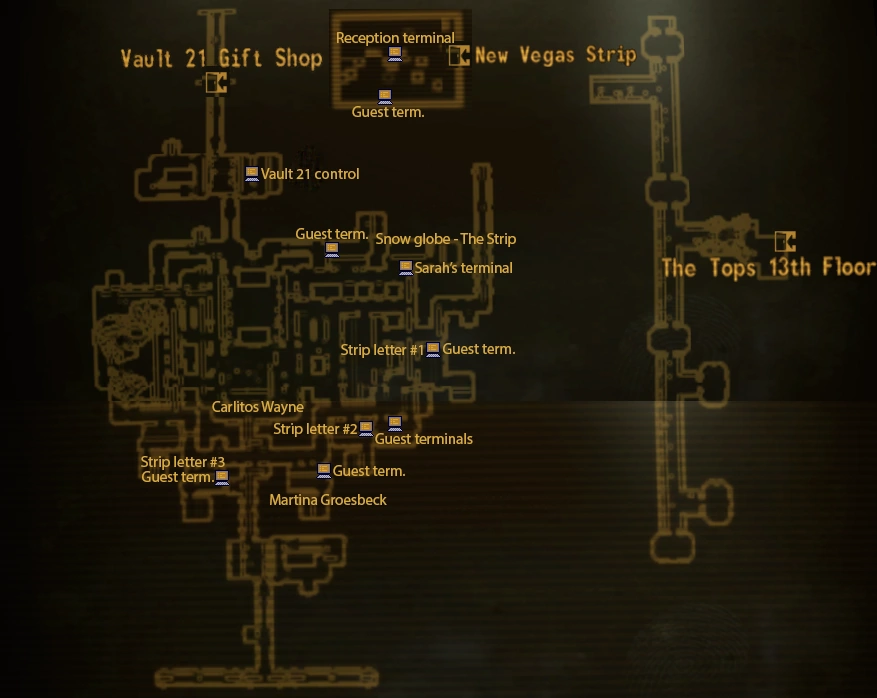 Reception terminal
Vault 21 Gift Shop
New Vegas Strip
Guest term.
Vault 21 control
Guest term.
Snow globe - The Strip
Sarah's terminal
The Tops 13th Floor
Strip letter #1
Guest term.
Carlitos Wayne
Strip letter #2
Guest terminals
Strip letter #3
Guest term.
Guest term.
Martina Groesbeck